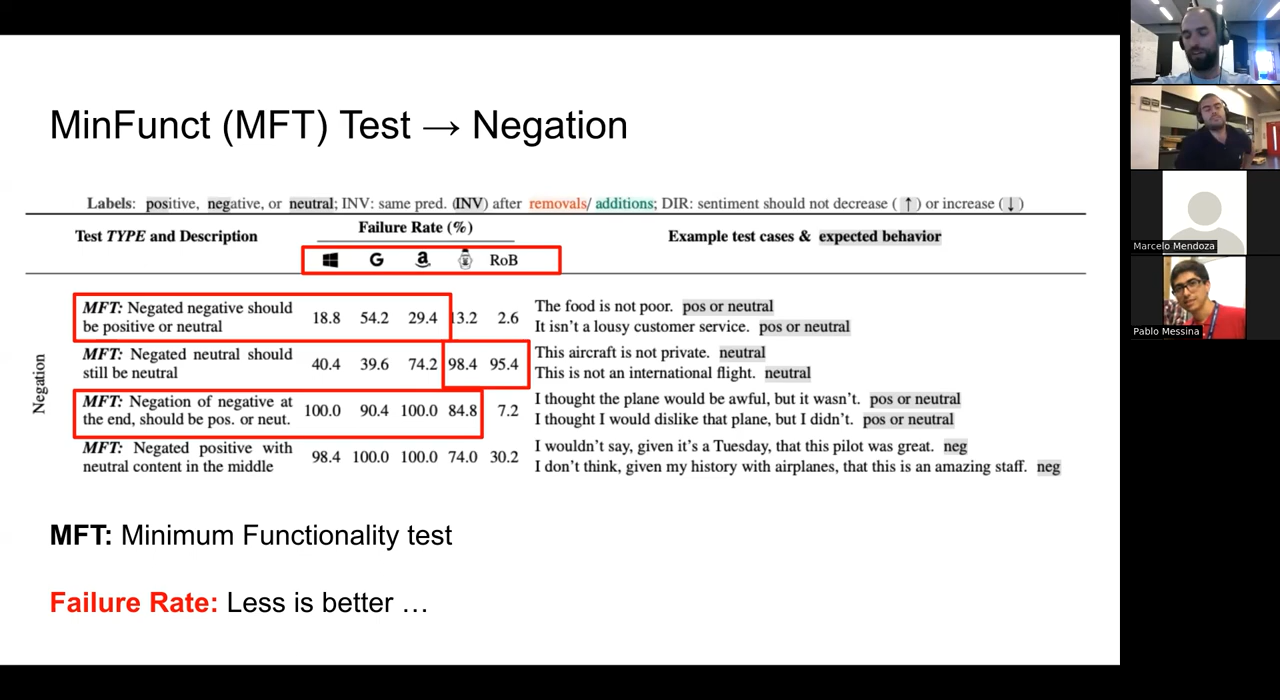 MinFunct (MFT) Test → Negation
Labels: positive, negative, or neutral; INV: same pred. (INV) after removals/ additions; DIR: sentiment should not decrease ( ↑ ) or increase ( ↓ )
Test TYPE and Description
Failure Rate (%)
Example test cases & expected behavior
G a RoB
Negation
MFT: Negated negative should
be positive or neutral
18.8 54.2 29.4 13.2 2.6
The food is not poor. pos or neutral
It isn't a lousy customer service. pos or neutral
MFT: Negated neutral should
still be neutral
40.4 39.6 74.2 98.4 95.4
This aircraft is not private. neutral
This is not an international flight. neutral
MFT: Negation of negative at
the end, should be pos. or neut.
100.0 90.4 100.0 84.8 7.2
I thought the plane would be awful, but it wasn't. pos or neutral
I thought I would dislike that plane, but I didn't. pos or neutral
MFT: Negated positive with
neutral content in the middle
98.4 100.0 100.0 74.0 30.2
I wouldn't say, given it's a Tuesday, that this pilot was great. neg
I don't think, given my history with airplanes, that this is an amazing staff. neg
MFT: Minimum Functionality test
Failure Rate: Less is better …
Marcelo Mendoza
Pablo Messina